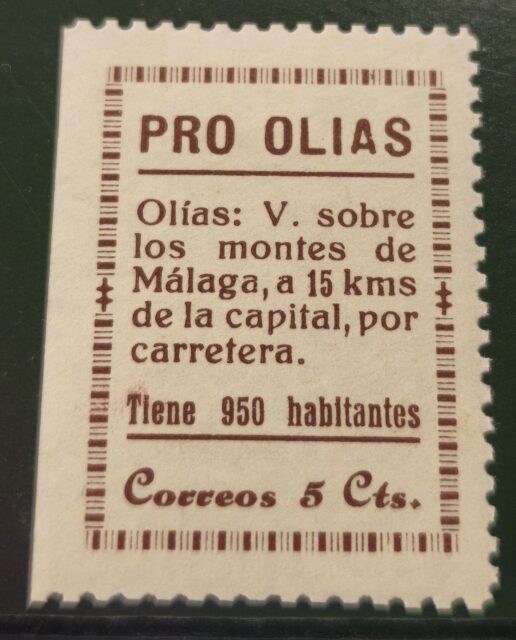 PRO OLIAS
Olías: V. sobre
los montes de
Málaga, a 15 kms
de la capital, por
carretera.
Tiene 950 habitantes
Correos 5 Cts.